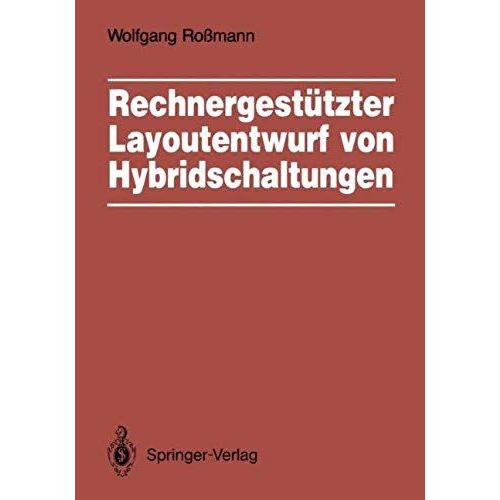 Wolfgang Roßmann
Rechnergestützter
Layoutentwurf von
Hybridschaltungen
Springer-Verlag